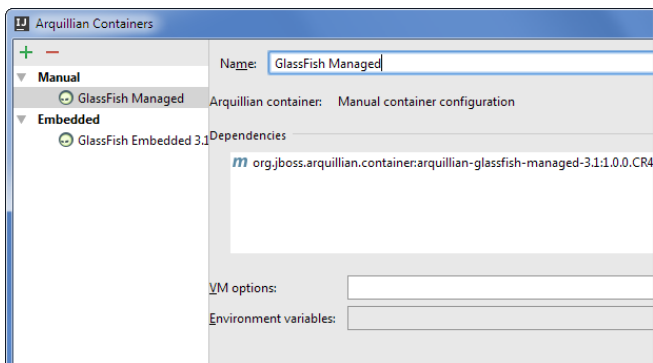 Arquillian Containers
Manual
GlassFish Managed
Embedded
GlassFish Embedded 3.1
Name: GlassFish Managed
Arquillian container: Manual container configuration
Dependencies
m org.jboss.arquillian.container:arquillian-glassfish-managed-3.1:1.0.0.CR4
VM options:
Environment variables: